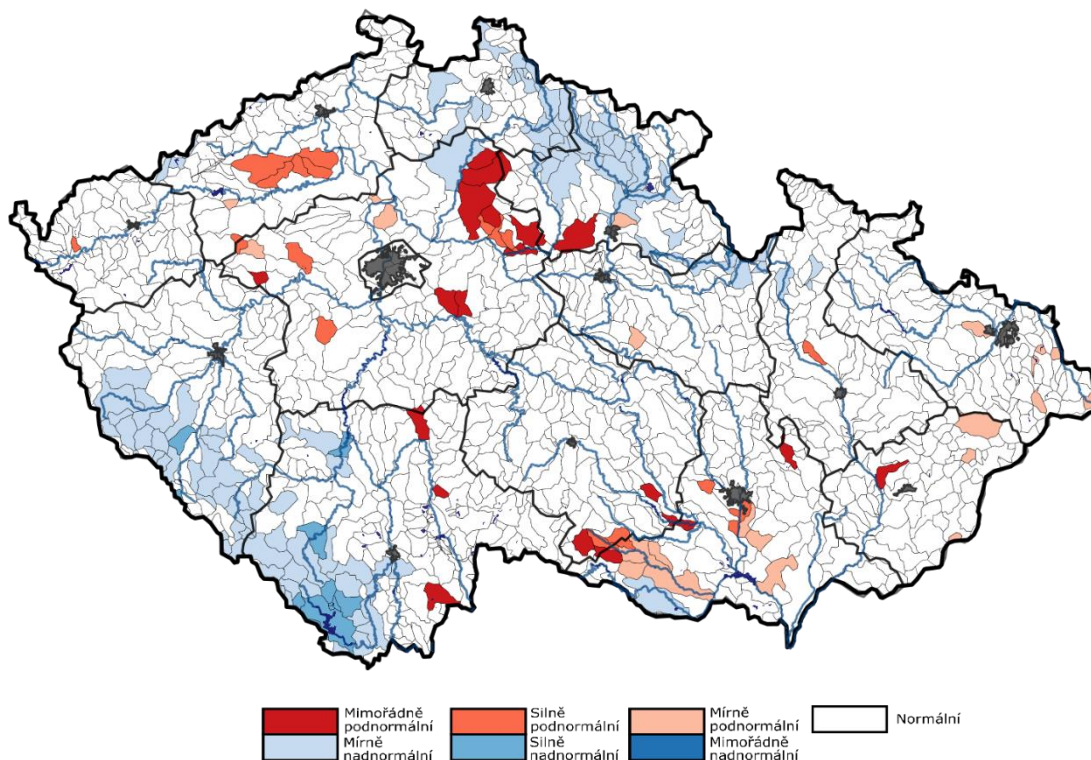 Mimořádně
podnormální
Silně
podnormální
Mírně
podnormální
Normální
Mírně
nadnormální
Silně
nadnormální
Mimořádně
nadnormální